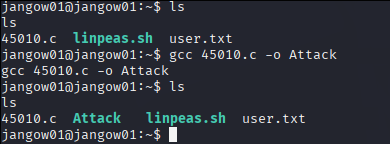 jangow01@jangow01:~$ ls
ls
45010.c  linpeas.sh  user.txt
jangow01@jangow01:~$ gcc 45010.c -o Attack
gcc 45010.c -o Attack
jangow01@jangow01:~$ ls
ls
45010.c  Attack  linpeas.sh  user.txt
jangow01@jangow01:~$